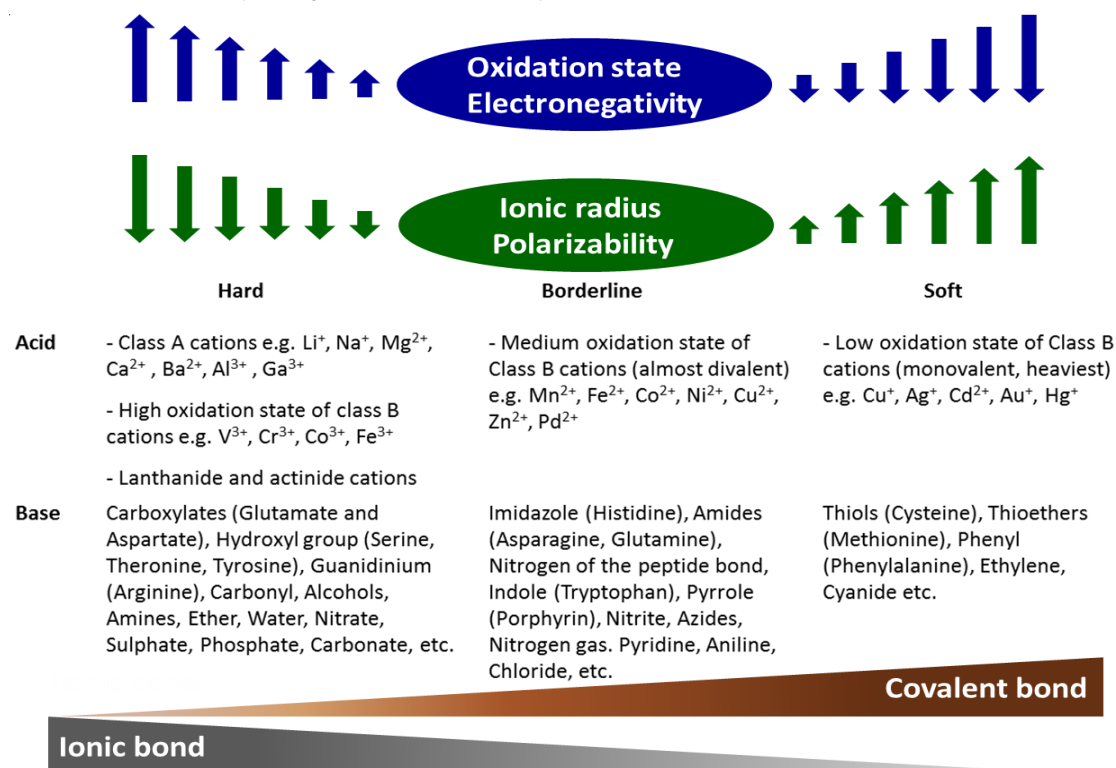 Oxidation state
Electronegativity
Ionic radius
Polarizability
Hard
Borderline
Soft
Acid
- Class A cations e.g. Li⁺, Na⁺, Mg²⁺,
Ca²⁺ , Ba²⁺, Al³⁺ , Ga³⁺
- High oxidation state of class B
cations e.g. V³⁺, Cr³⁺, Co³⁺, Fe³⁺
- Lanthanide and actinide cations
- Medium oxidation state of
Class B cations (almost divalent)
e.g. Mn²⁺, Fe²⁺, Co²⁺, Ni²⁺, Cu²⁺,
Zn²⁺, Pd²⁺
- Low oxidation state of Class B
cations (monovalent, heaviest)
e.g. Cu⁺, Ag⁺, Cd²⁺, Au⁺, Hg⁺
Base
Carboxylates (Glutamate and
Aspartate), Hydroxyl group (Serine,
Theronine, Tyrosine), Guanidinium
(Arginine), Carbonyl, Alcohols,
Amines, Ether, Water, Nitrate,
Sulphate, Phosphate, Carbonate, etc.
Imidazole (Histidine), Amides
(Asparagine, Glutamine),
Nitrogen of the peptide bond,
Indole (Tryptophan), Pyrrole
(Porphyrin), Nitrite, Azides,
Nitrogen gas. Pyridine, Aniline,
Chloride, etc.
Thiols (Cysteine), Thioethers
(Methionine), Phenyl
(Phenylalanine), Ethylene,
Cyanide etc.
Covalent bond
Ionic bond